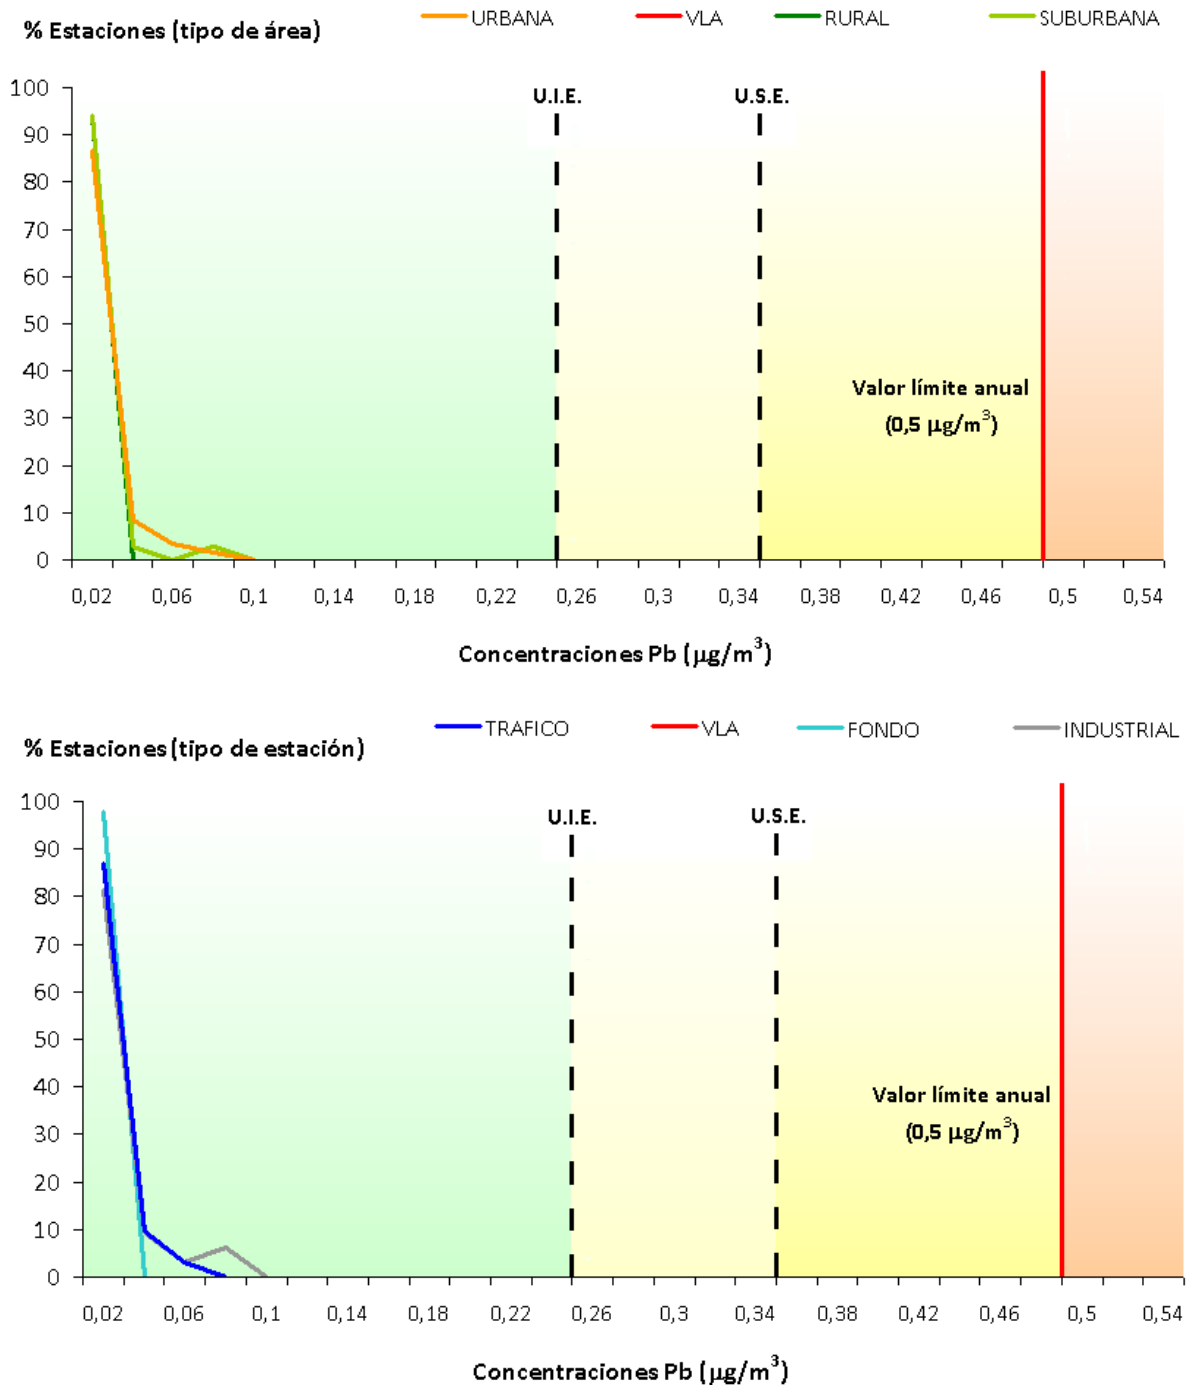 URBANA VLA RURAL SUBURBANA
% Estaciones (tipo de área)
100
90
80
70
60
50
40
30
20
10
0
U.I.E. U.S.E.
Valor límite anual
(0,5 µg/m³)
0,02 0,06 0,1 0,14 0,18 0,22 0,26 0,3 0,34 0,38 0,42 0,46 0,5 0,54
Concentraciones Pb (µg/m³)
TRAFICO VLA FONDO INDUSTRIAL
% Estaciones (tipo de estación)
100
90
80
70
60
50
40
30
20
10
0
U.I.E. U.S.E.
Valor límite anual
(0,5 µg/m³)
0,02 0,06 0,1 0,14 0,18 0,22 0,26 0,3 0,34 0,38 0,42 0,46 0,5 0,54
Concentraciones Pb (µg/m³)